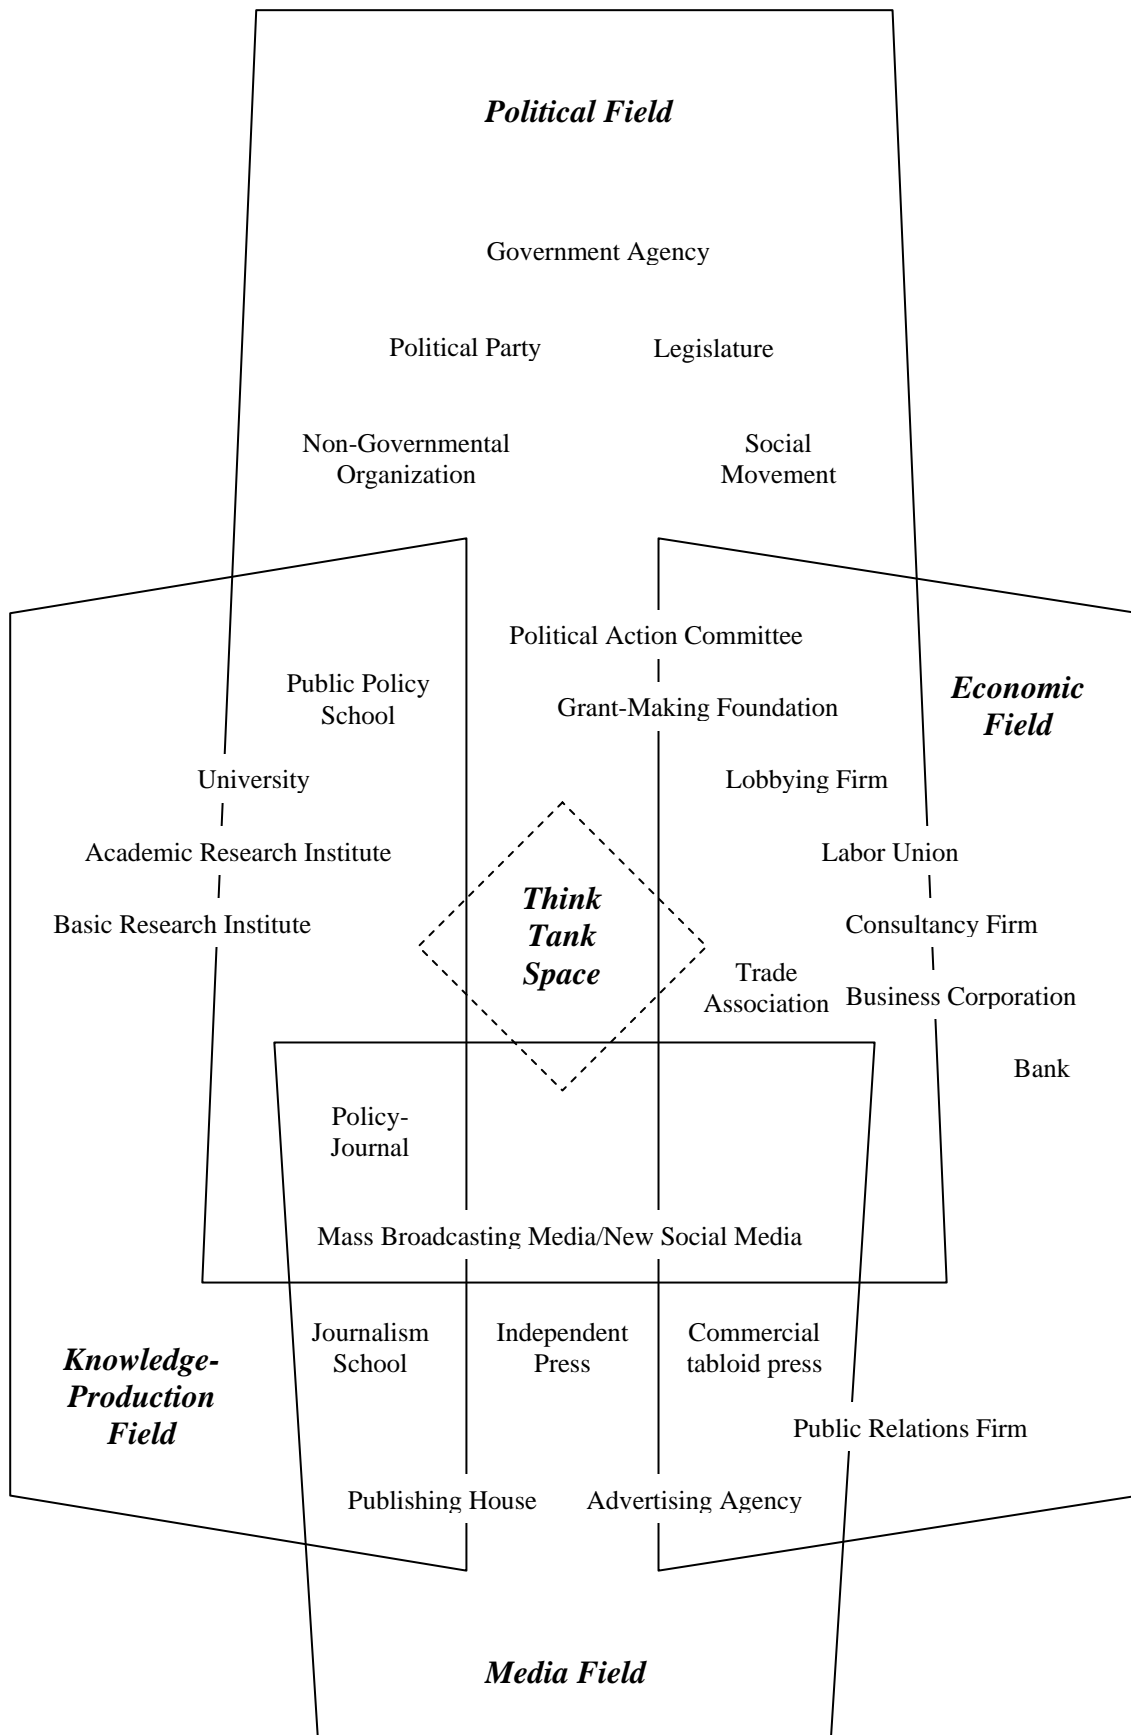 Political Field
Government Agency
Political Party
Legislature
Non-Governmental
Organization
Social
Movement
Political Action Committee
Public Policy
School
Grant-Making Foundation
Economic
Field
University
Lobbying Firm
Academic Research Institute
Labor Union
Basic Research Institute
Think
Tank
Space
Consultancy Firm
Trade
Association
Business Corporation
Bank
Policy-
Journal
Mass Broadcasting Media/New Social Media
Journalism
School
Independent
Press
Commercial
tabloid press
Knowledge-
Production
Field
Public Relations Firm
Publishing House
Advertising Agency
Media Field